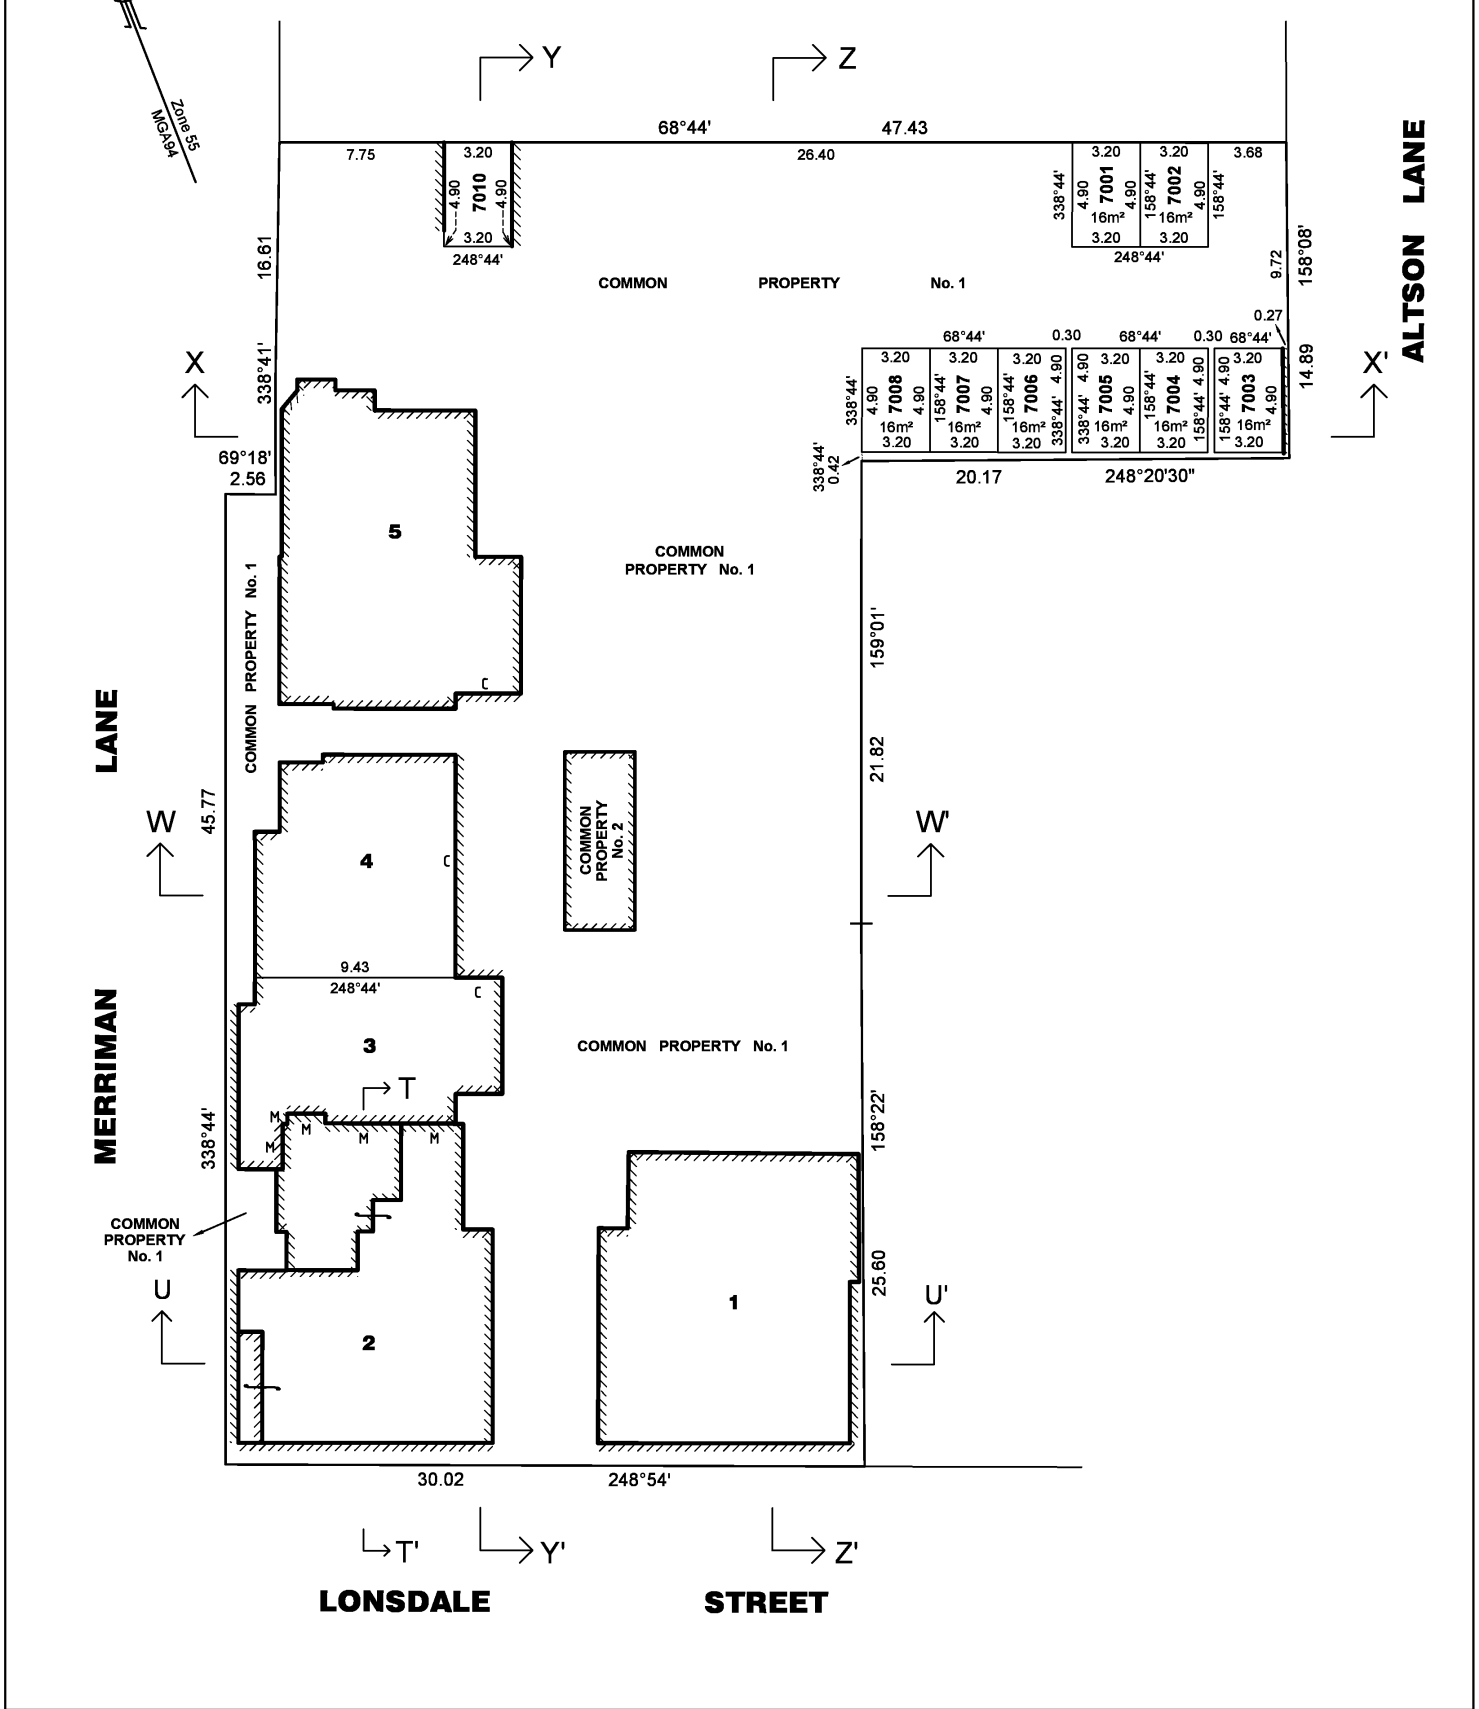 Zone 55
MGA94
Y
Z
68°44' 47.43
7.75
3.20
26.40
3.20
3.20
3.68
4.90
7010
4.90
3.20
248°44'
338°44'
4.90
7001
4.90
16m²
3.20
158°44'
7002
4.90
16m²
3.20
158°44'
248°44'
ALTSON LANE
16.61
338°41'
COMMON PROPERTY No. 1
9.72
158°08'
0.27
14.89
X
X'
68°44'
0.30
68°44'
0.30
68°44'
338°44'
3.20
4.90
7008
4.90
16m²
3.20
3.20
158°44'
7007
4.90
16m²
3.20
3.20
158°44'
7006
338°44' 4.90
16m²
3.20
3.20
338°44' 4.90
7005
4.90
16m²
3.20
3.20
158°44'
7004
158°44' 4.90
16m²
3.20
3.20
158°44' 4.90
7003
4.90
16m²
3.20
338°44'
0.42
20.17
248°20'30"
69°18'
2.56
5
COMMON
PROPERTY No. 1
COMMON PROPERTY No. 1
159°01'
21.82
C
LANE
MERRIMAN
45.77
338°44'
W
W'
4
C
COMMON
PROPERTY
No. 2
9.43
248°44'
C
3
COMMON PROPERTY No. 1
T
M
M
M
M
M
158°22'
25.60
COMMON
PROPERTY
No. 1
U
U'
1
2
30.02
248°54'
T'
Y'
Z'
LONSDALE STREET